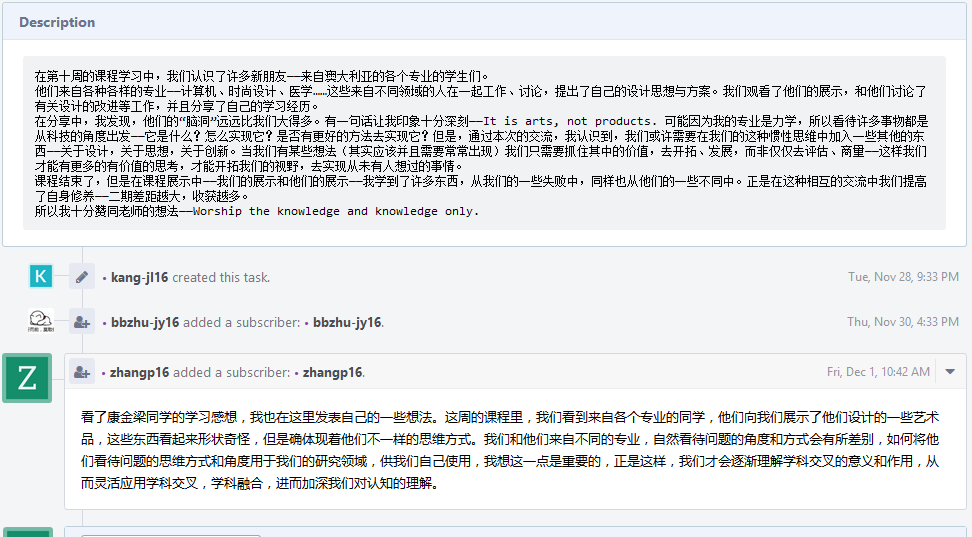 Description
在第十周的课程学习中，我们认识了许多新朋友——来自澳大利亚的各个专业的学生们。
他们来自各种各样的专业——计算机、时尚设计、医学……这些来自不同领域的人在一起工作、讨论，提出了自己的设计思想与方案。我们观看了他们的展示，和他们讨论了
有关设计的改进等工作，并且分享了自己的学习经历。
在分享中，我发现，他们的“脑洞”远远比我们大得多。有一句话让我印象十分深刻——It is arts, not products. 可能因为我的专业是力学，所以看待许多事物都是
从科技的角度出发——它是什么？怎么实现它？是否有更好的方法去实现它？但是，通过本次的交流，我认识到，我们或许需要在我们的这种惯性思维中加入一些其他的东
西——关于设计，关于思想，关于创新。当我们有某些想法（其实应该并且需要常常出现）我们只需要抓住其中的价值，去开拓、发展，而非仅仅去评估、商量——这样我们
才能有更多的有价值的思考，才能开拓我们的视野，去实现从未有人想过的事情。
课程结束了，但是在课程展示中——我们的展示和他们的展示——我学到了许多东西，从我们的一些失败中，同样也从他们的一些不同中。正是在这种相互的交流中我们提高
了自身修养——二期差距越大，收获越多。
所以我十分赞同老师的想法——Worship the knowledge and knowledge only.
K
• kang-jl16 created this task.
Tue, Nov 28, 9:33 PM
• bbzhu-jy16 added a subscriber: • bbzhu-jy16.
Thu, Nov 30, 4:33 PM
Z
• zhangp16 added a subscriber: • zhangp16.
Fri, Dec 1, 10:42 AM
看了康金梁同学的学习感想，我也在这里发表自己的一些想法。这周的课程里，我们看到来自各个专业的同学，他们向我们展示了他们设计的一些艺术
品，这些东西看起来形状奇怪，但是确体现着他们不一样的思维方式。我们和他们来自不同的专业，自然看待问题的角度和方式会有所差别，如何将他
们看待问题的思维方式和角度用于我们的研究领域，供我们自己使用，我想这一点是重要的，正是这样，我们才会逐渐理解学科交叉的意义和作用，从
而灵活应用学科交叉，学科融合，进而加深我们对认知的理解。